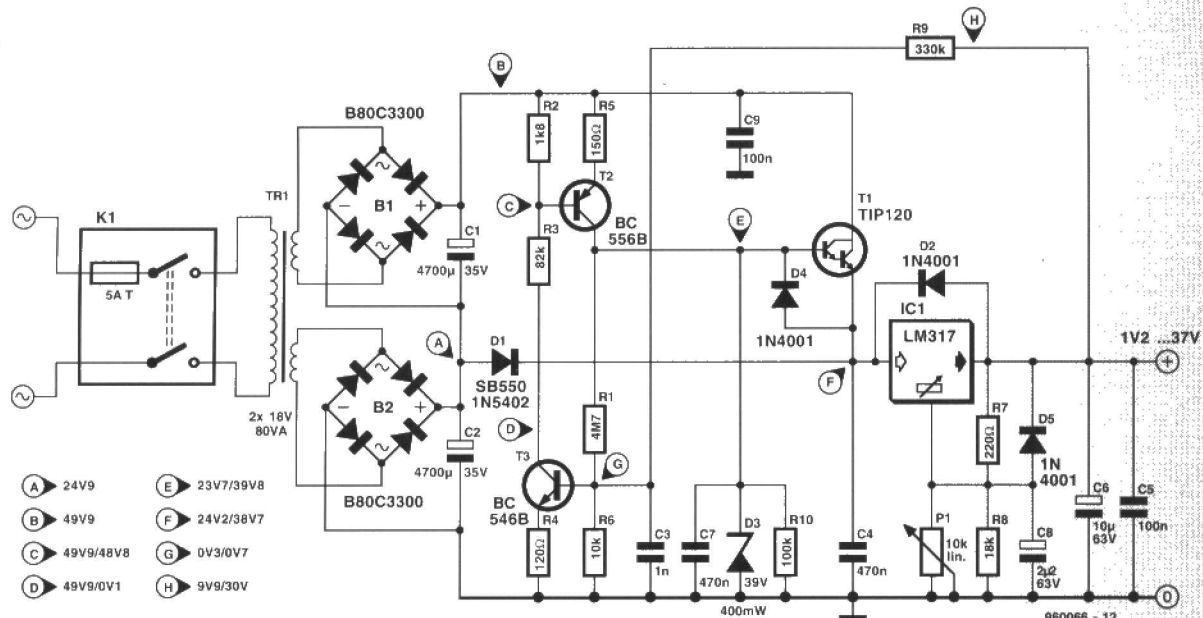 R9
330k
H
B
B80C3300
R2
1k8
R5
150Ω
C9
100n
T1
TIP120
TR1
K1
5A T
~
~
B1
-
+
~
~
C1
4700µ
35V
T2
C
BC
556B
R3
82k
E
D4
1N4001
D2
1N4001
IC1
LM317
1V2 ...37V
+
A
D1
SB550
1N5402
F
2x 18V
80VA
~
B2
-
+
~
C2
4700µ
35V
B80C3300
D
R1
4M7
T3
BC
546B
G
R4
120Ω
R6
10k
C3
1n
C7
470n
D3
39V
400mW
R10
100k
C4
470n
R7
220Ω
D5
1N
4001
P1
10k
lin.
R8
18k
C8
2µ2
63V
C6
10µ
63V
C5
100n
0
A 24V9
B 49V9
C 49V9/48V8
D 49V9/0V1
E 23V7/39V8
F 24V2/38V7
G 0V3/0V7
H 9V9/30V